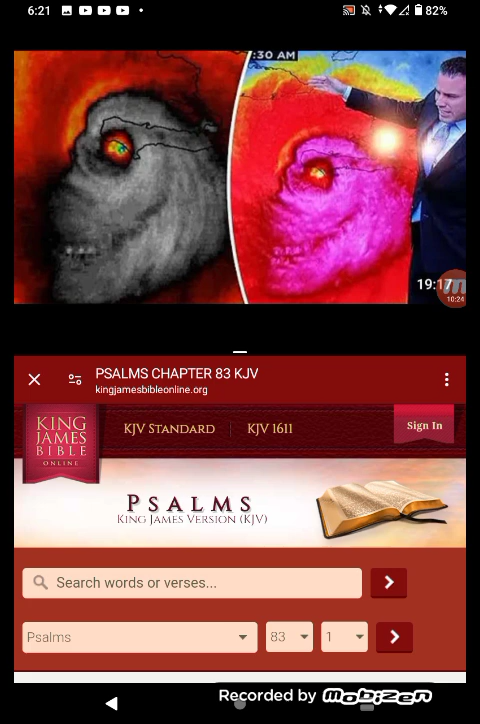 6:21
82%
:30 AM
19:17
10:24
PSALMS CHAPTER 83 KJV
kingjamesbibleonline.org
KING
JAMES
BIBLE
ONLINE
KJV STANDARD
KJV 1611
Sign In
PSALMS
KING JAMES VERSION (KJV)
Search words or verses...
Psalms
83
1
Recorded by mobizen